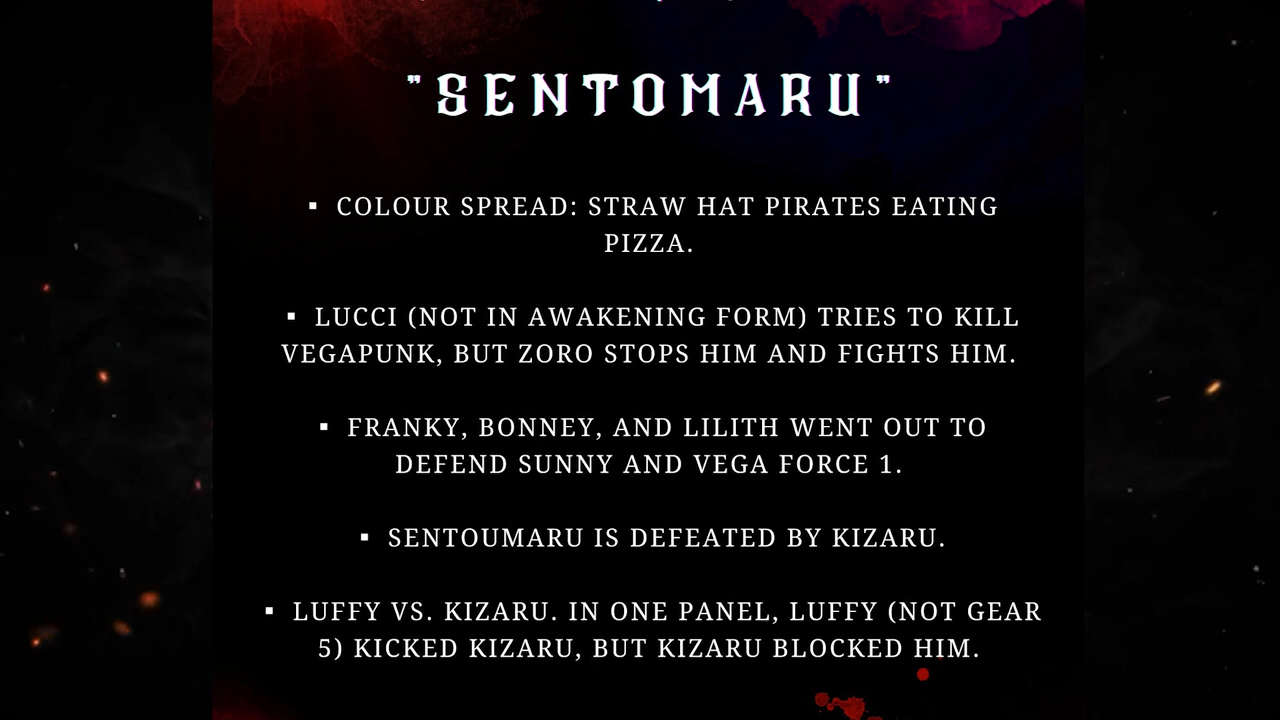 "SENTOMARU"
▪ COLOUR SPREAD: STRAW HAT PIRATES EATING
PIZZA.
▪ LUCCI (NOT IN AWAKENING FORM) TRIES TO KILL
VEGAPUNK, BUT ZORO STOPS HIM AND FIGHTS HIM.
▪ FRANKY, BONNEY, AND LILITH WENT OUT TO
DEFEND SUNNY AND VEGA FORCE 1.
▪ SENTOUMARU IS DEFEATED BY KIZARU.
▪ LUFFY VS. KIZARU. IN ONE PANEL, LUFFY (NOT GEAR
5) KICKED KIZARU, BUT KIZARU BLOCKED HIM.